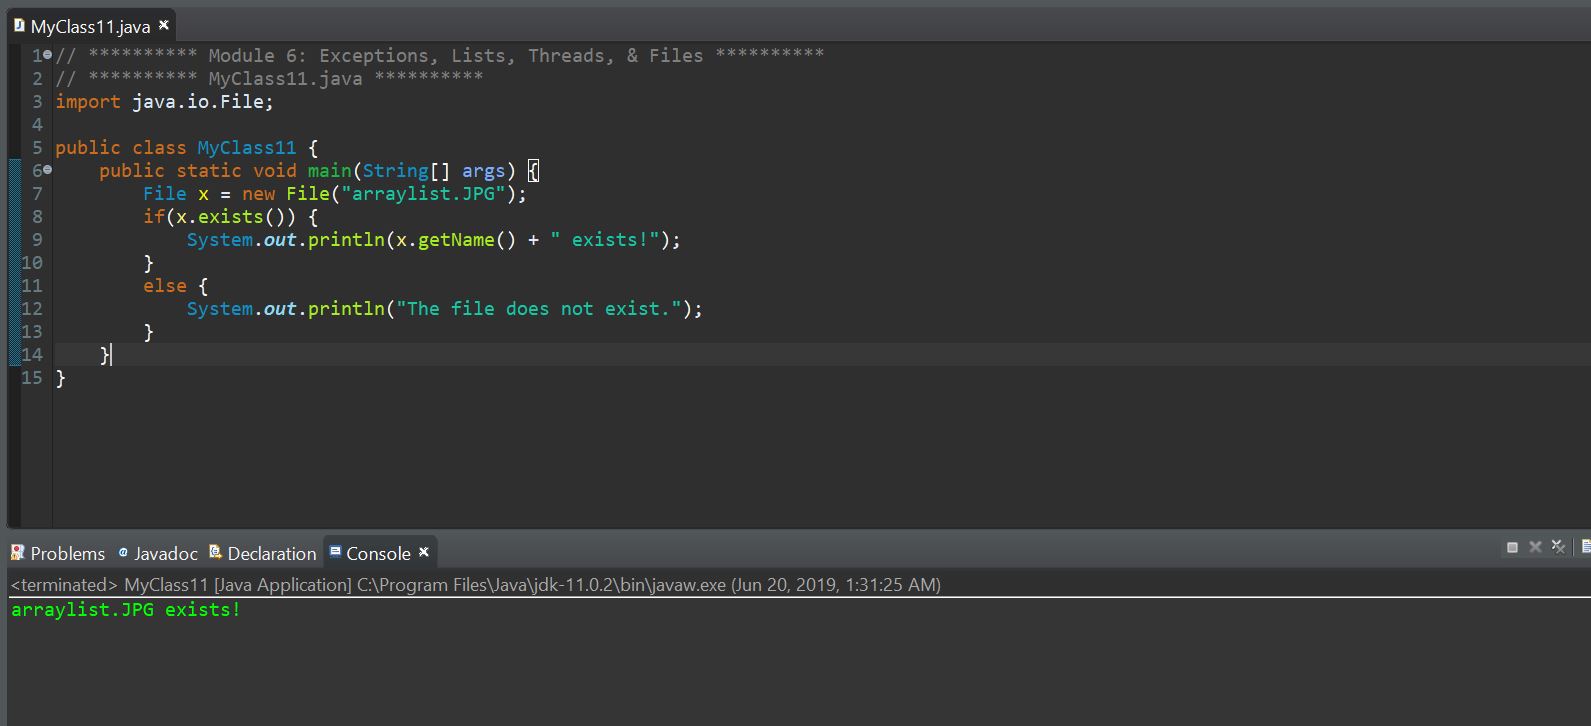 MyClass11.java
1 // ********** Module 6: Exceptions, Lists, Threads, & Files **********
2 // ********** MyClass11.java **********
3 import java.io.File;
4
5 public class MyClass11 {
6     public static void main(String[] args) {
7         File x = new File("arraylist.JPG");
8         if(x.exists()) {
9             System.out.println(x.getName() + " exists!");
10         }
11         else {
12             System.out.println("The file does not exist.");
13         }
14     }
15 }
Problems @ Javadoc Declaration Console
<terminated> MyClass11 [Java Application] C:\Program Files\Java\jdk-11.0.2\bin\javaw.exe (Jun 20, 2019, 1:31:25 AM)
arraylist.JPG exists!